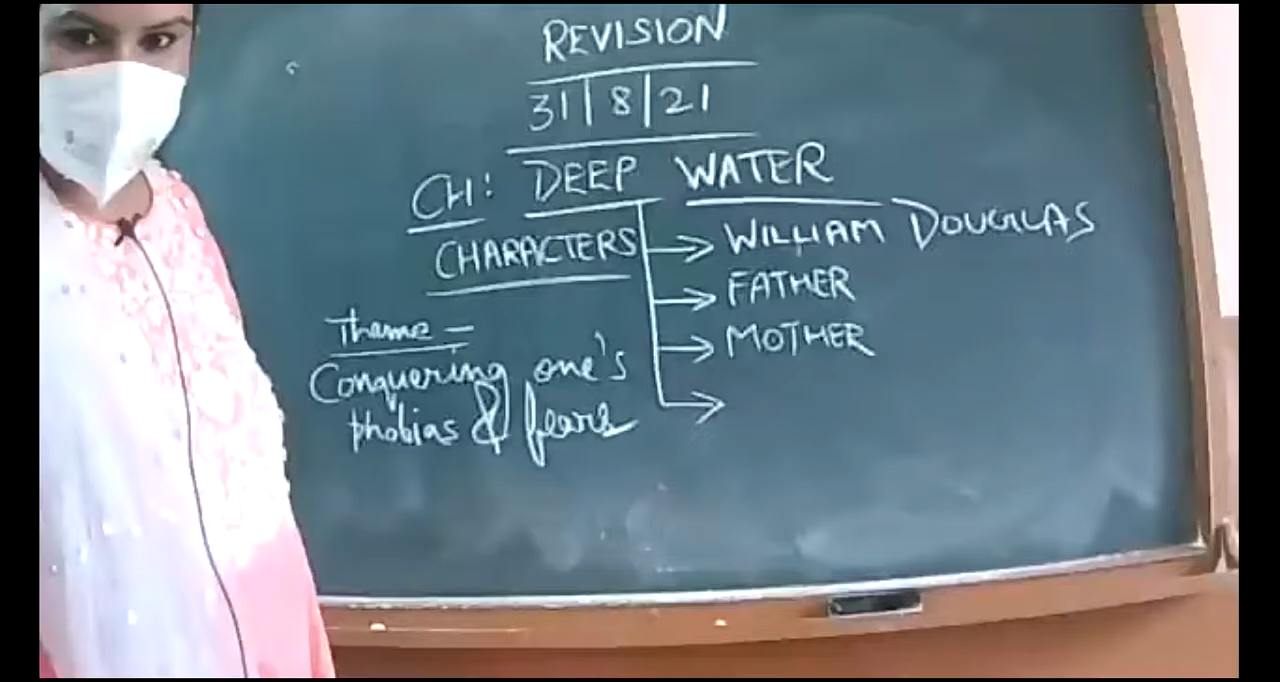 REVISION
31|8|21
CH: DEEP WATER
CHARACTERS → WILLIAM DOUGLAS
→ FATHER
→ MOTHER
→
Theme –
Conquering one's
phobias & fears